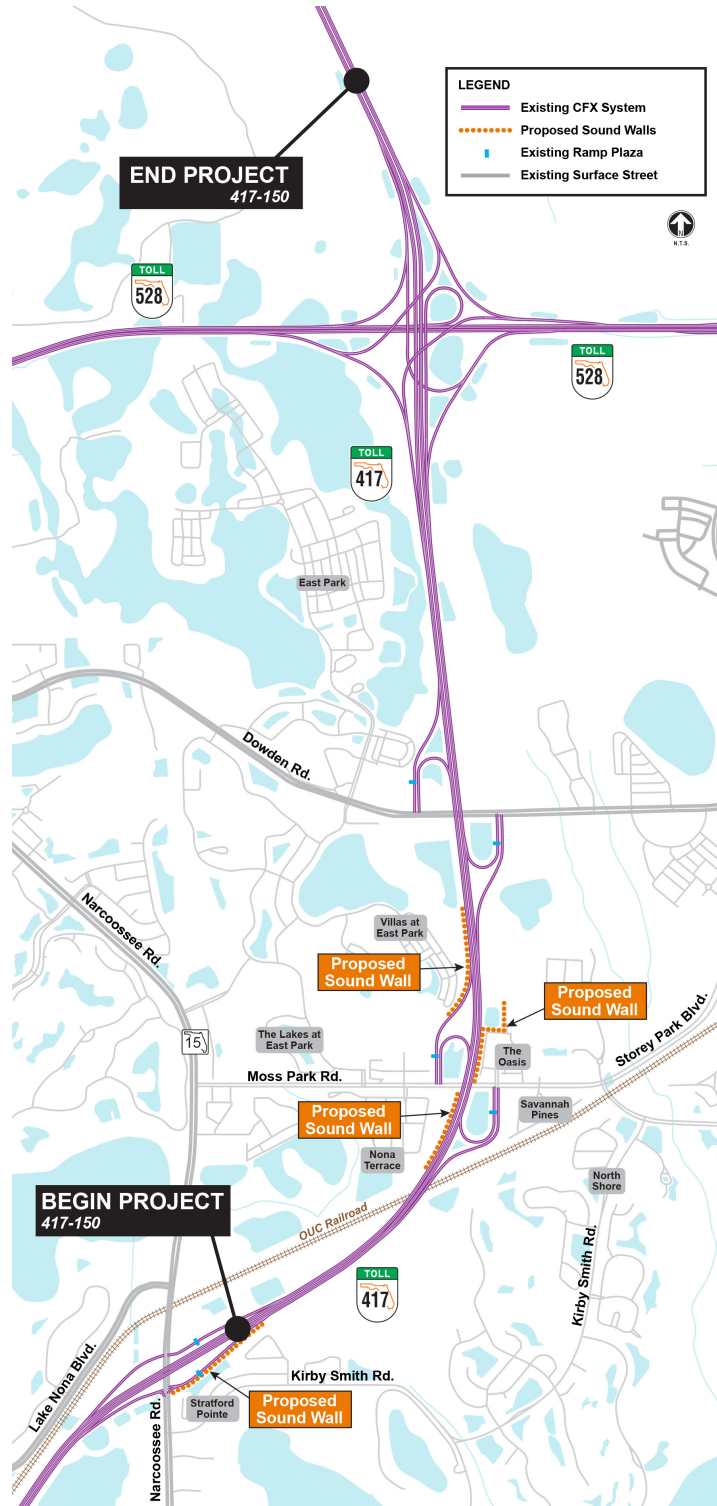 LEGEND
Existing CFX System
Proposed Sound Walls
Existing Ramp Plaza
Existing Surface Street
END PROJECT
417-150
N
N.T.S.
TOLL
528
TOLL
528
TOLL
417
East Park
Dowden Rd.
Narcoossee Rd.
Villas at
East Park
Proposed
Sound Wall
Proposed
Sound Wall
15
The Lakes at
East Park
The
Oasis
Storey Park Blvd.
Moss Park Rd.
Proposed
Sound Wall
Savannah
Pines
Nona
Terrace
North
Shore
BEGIN PROJECT
417-150
OUC Railroad
Kirby Smith Rd.
TOLL
417
Lake Nona Blvd.
Kirby Smith Rd.
Stratford
Pointe
Proposed
Sound Wall
Narcoossee Rd.